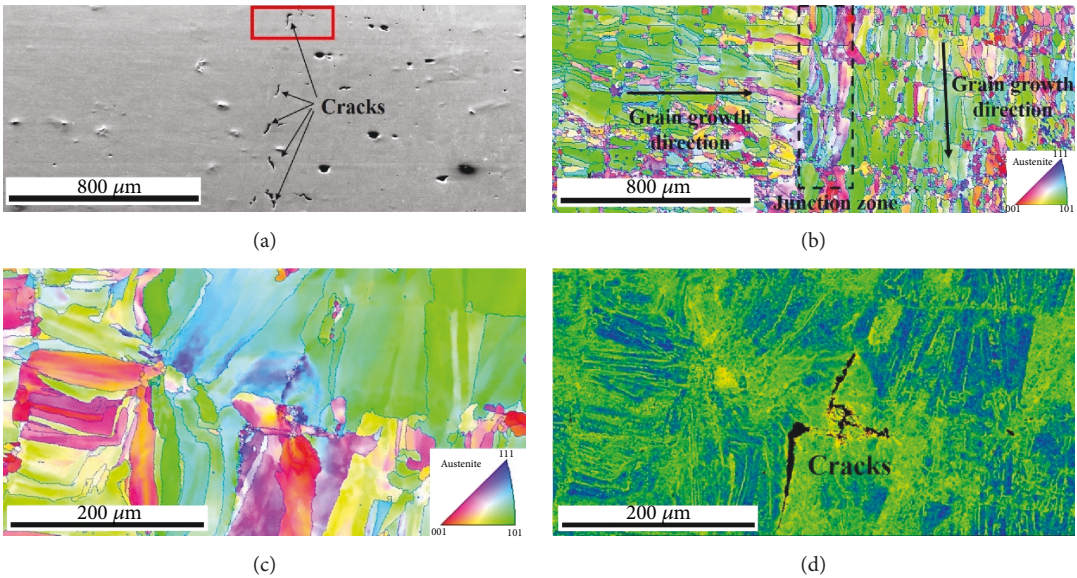 Cracks
800 μm
(a)
Grain growth
direction
Grain growth
direction
Junction zone
800 μm
Austenite
111
001
101
(b)
200 μm
Austenite
111
001
101
(c)
Cracks
200 μm
(d)